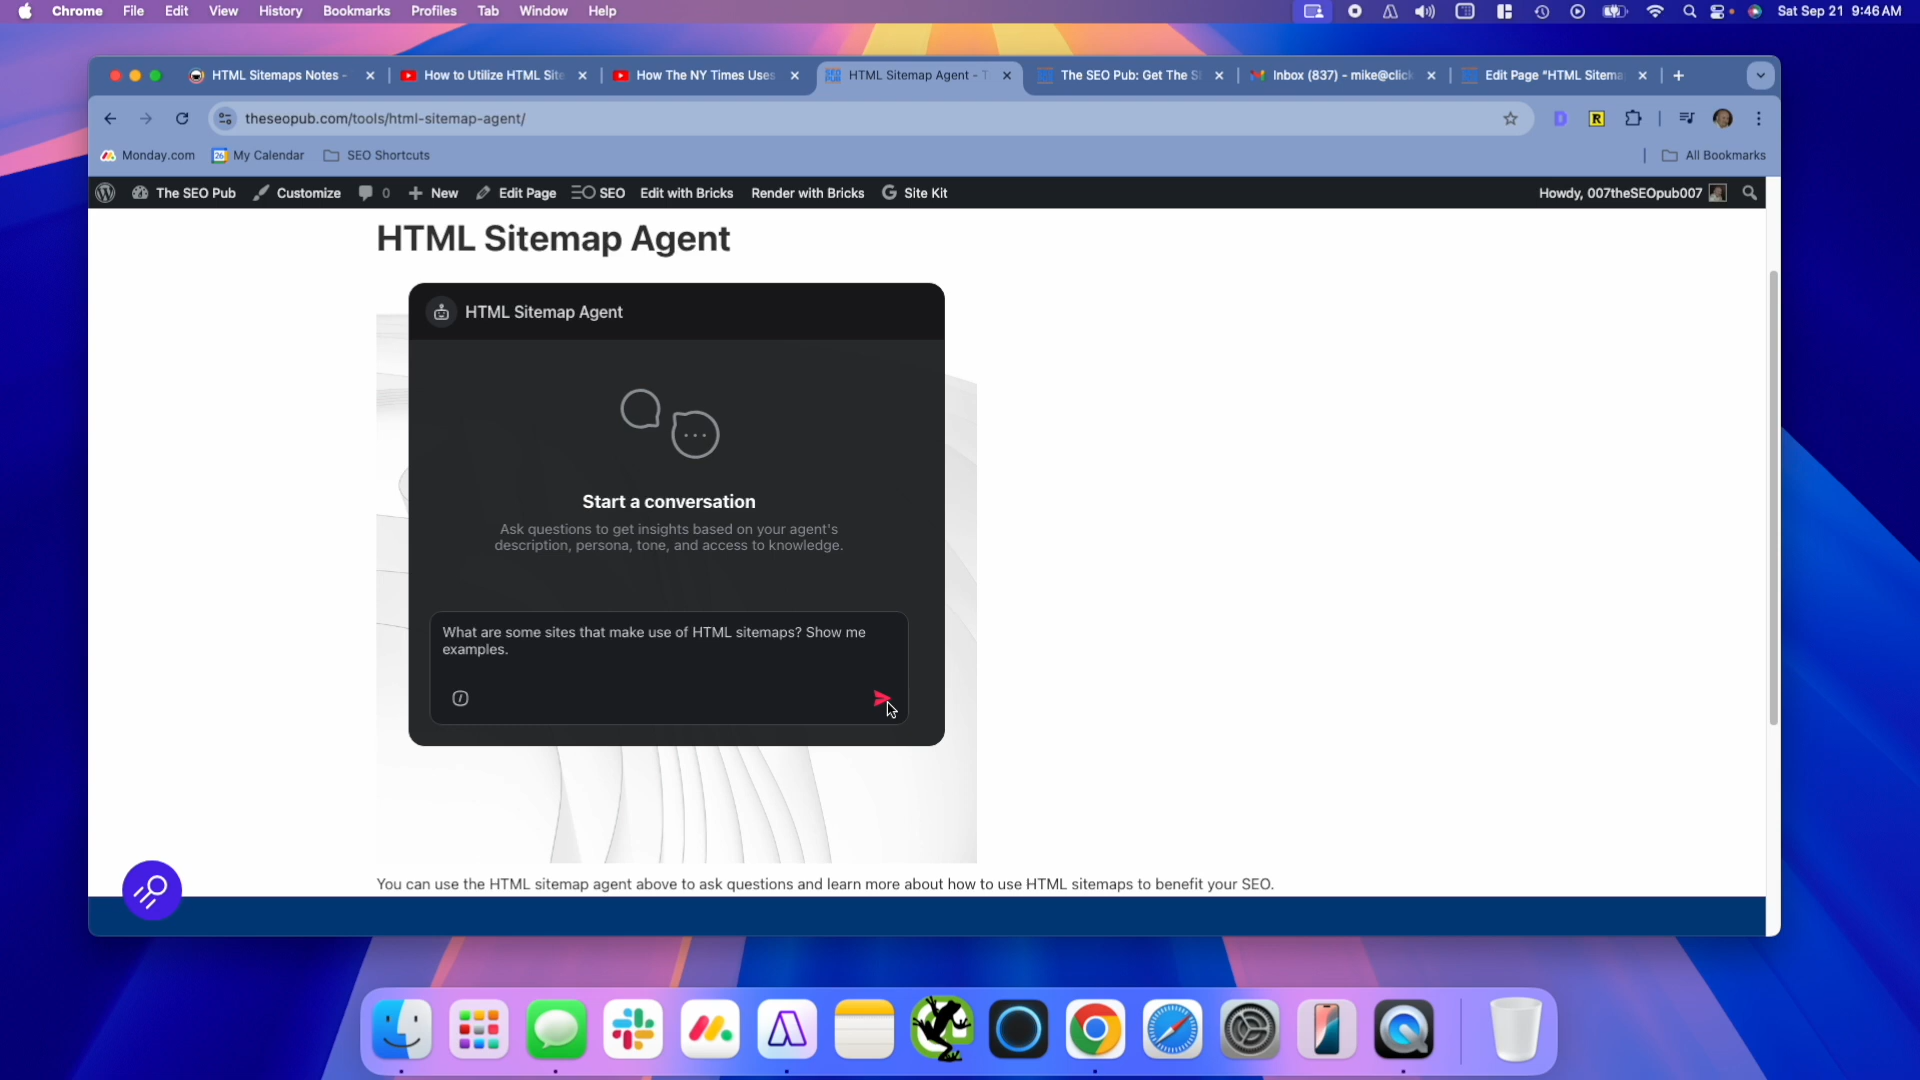 Chrome File Edit View History Bookmarks Profiles Tab Window Help Sat Sep 21 9:46 AM
HTML Sitemaps Notes - How to Utilize HTML Site How The NY Times Uses HTML Sitemap Agent - T The SEO Pub: Get The S Inbox (837) - mike@click Edit Page "HTML Sitema
theseopub.com/tools/html-sitemap-agent/
Monday.com 26 My Calendar SEO Shortcuts All Bookmarks
The SEO Pub Customize 0 New Edit Page SEO Edit with Bricks Render with Bricks Site Kit Howdy, 007theSEOpub007
HTML Sitemap Agent
HTML Sitemap Agent
Start a conversation
Ask questions to get insights based on your agent's
description, persona, tone, and access to knowledge.
What are some sites that make use of HTML sitemaps? Show me
examples.
You can use the HTML sitemap agent above to ask questions and learn more about how to use HTML sitemaps to benefit your SEO.